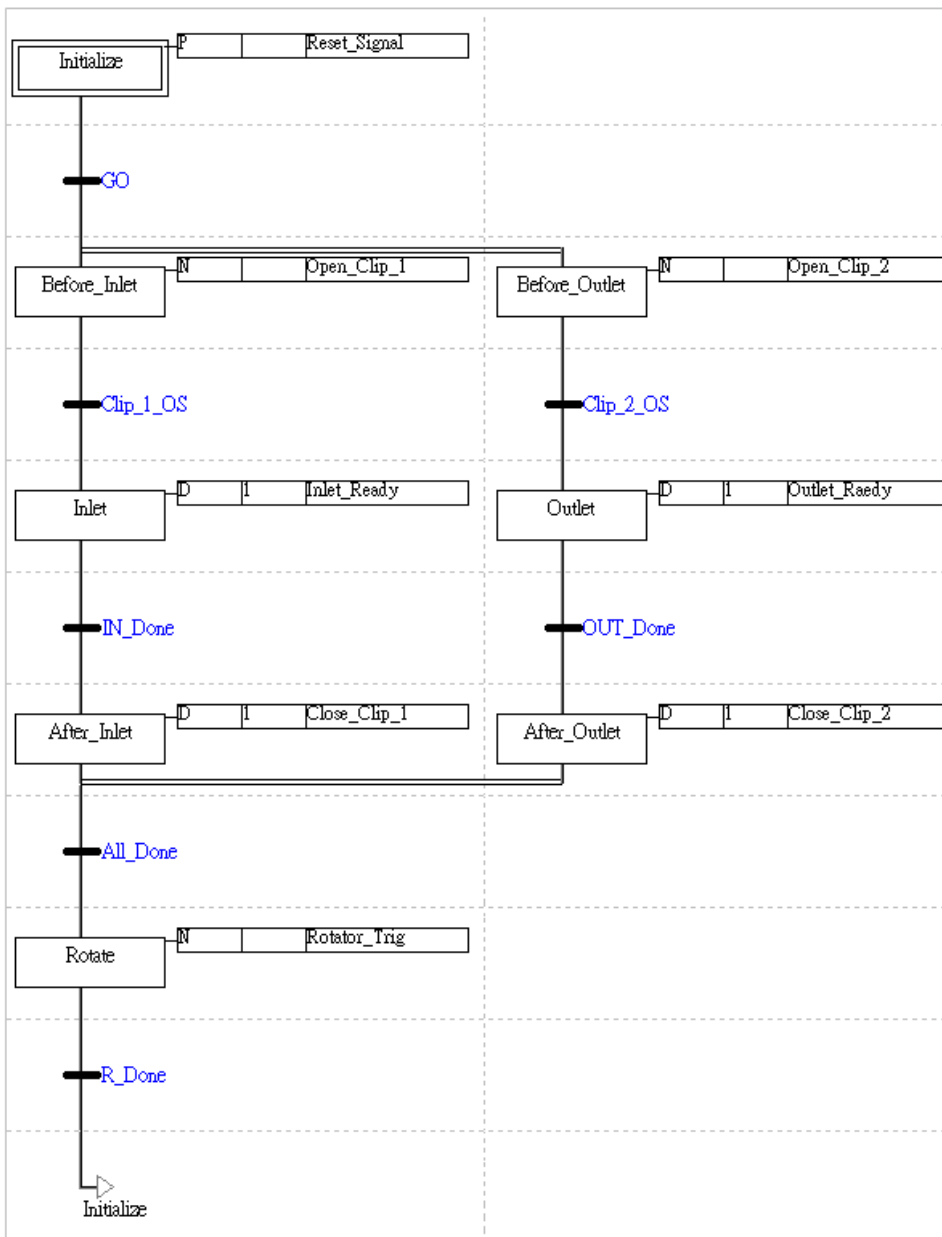 Initialize P Reset_Signal
GO
Before_Inlet N Open_Clip_1 Before_Outlet N Open_Clip_2
Clip_1_OS Clip_2_OS
Inlet D 1 Inlet_Ready Outlet D 1 Outlet_Raedy
IN_Done OUT_Done
After_Inlet D 1 Close_Clip_1 After_Outlet D 1 Close_Clip_2
All_Done
Rotate N Rotator_Trig
R_Done
Initialize